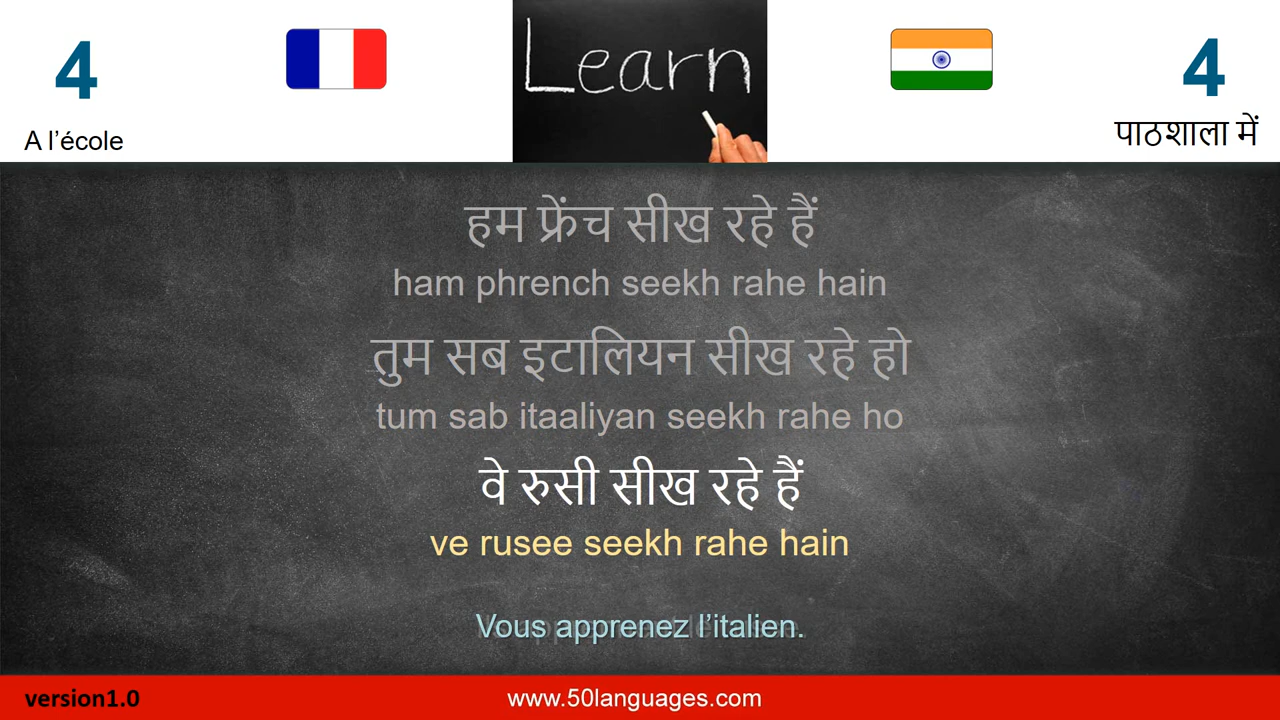 4
Learn
4
A l’école
पाठशाला में
हम फ्रेंच सीख रहे हैं
ham phrench seekh rahe hain
तुम सब इटालियन सीख रहे हो
tum sab itaaliyan seekh rahe ho
वे रुसी सीख रहे हैं
ve rusee seekh rahe hain
Vous apprenez l’italien.
version1.0
www.50languages.com